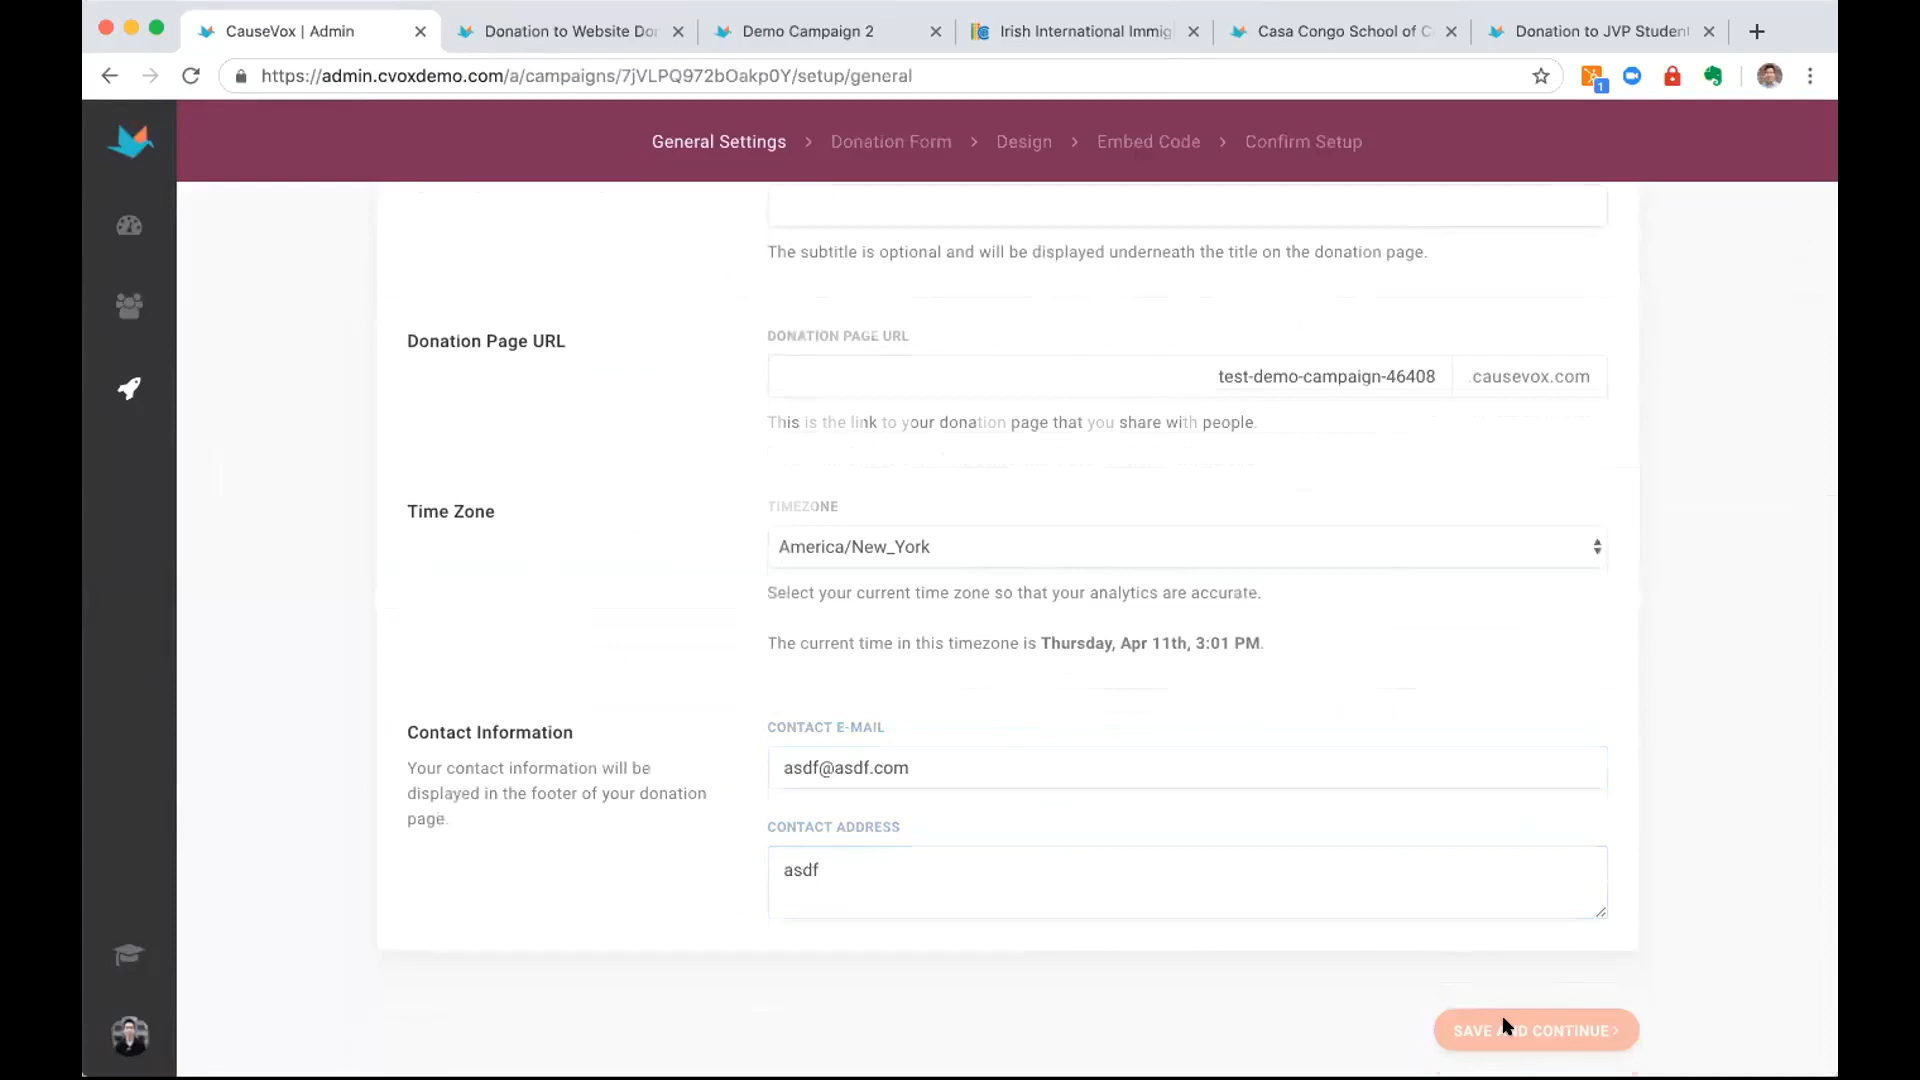 CauseVox | Admin
Donation to Website Do
Demo Campaign 2
Irish International Immig
Casa Congo School of C
Donation to JVP Student
https://admin.cvoxdemo.com/a/campaigns/7jVLPQ972bOakp0Y/setup/general
1
General Settings > Donation Form > Design > Embed Code > Confirm Setup
The subtitle is optional and will be displayed underneath the title on the donation page.
Donation Page URL
DONATION PAGE URL
test-demo-campaign-46408
.causevox.com
This is the link to your donation page that you share with people.
Time Zone
TIMEZONE
America/New_York
Select your current time zone so that your analytics are accurate.
The current time in this timezone is Thursday, Apr 11th, 3:01 PM.
Contact Information
Your contact information will be
displayed in the footer of your donation
page.
CONTACT E-MAIL
asdf@asdf.com
CONTACT ADDRESS
asdf
SAVE AND CONTINUE >